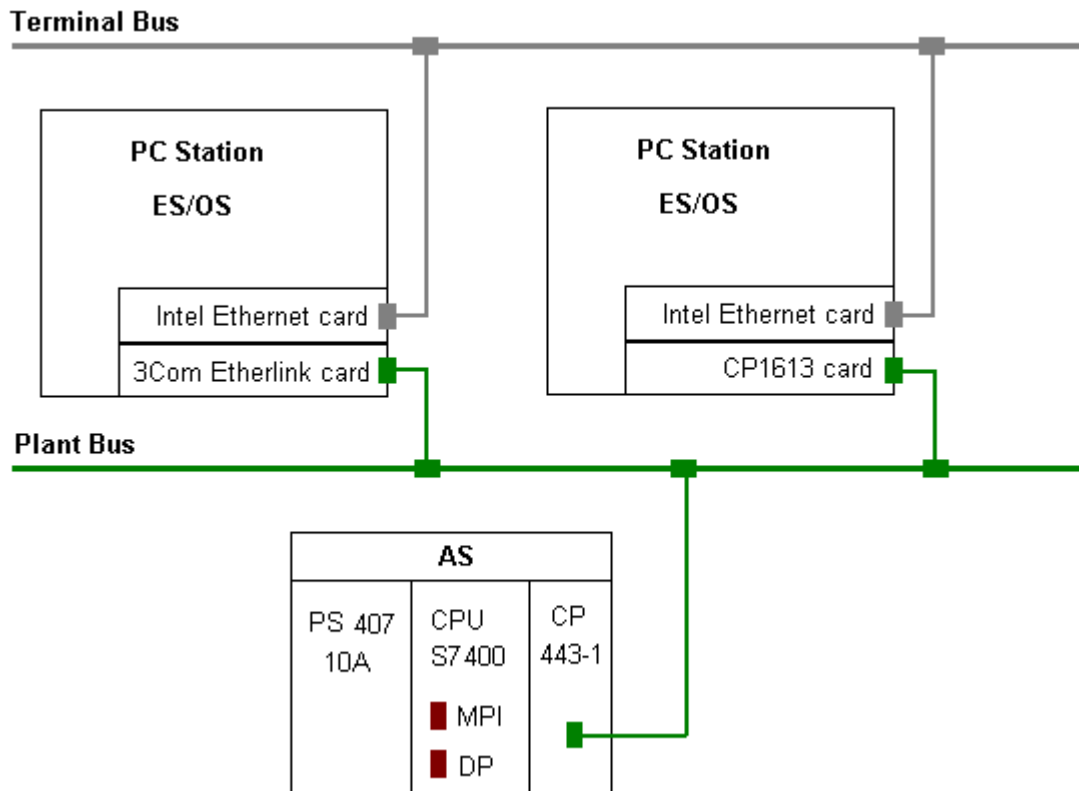 Terminal Bus
PC Station
ES/OS
Intel Ethernet card
3Com Etherlink card
PC Station
ES/OS
Intel Ethernet card
CP1613 card
Plant Bus
AS
PS 407
10A
CPU
S7400
MPI
DP
CP
443-1